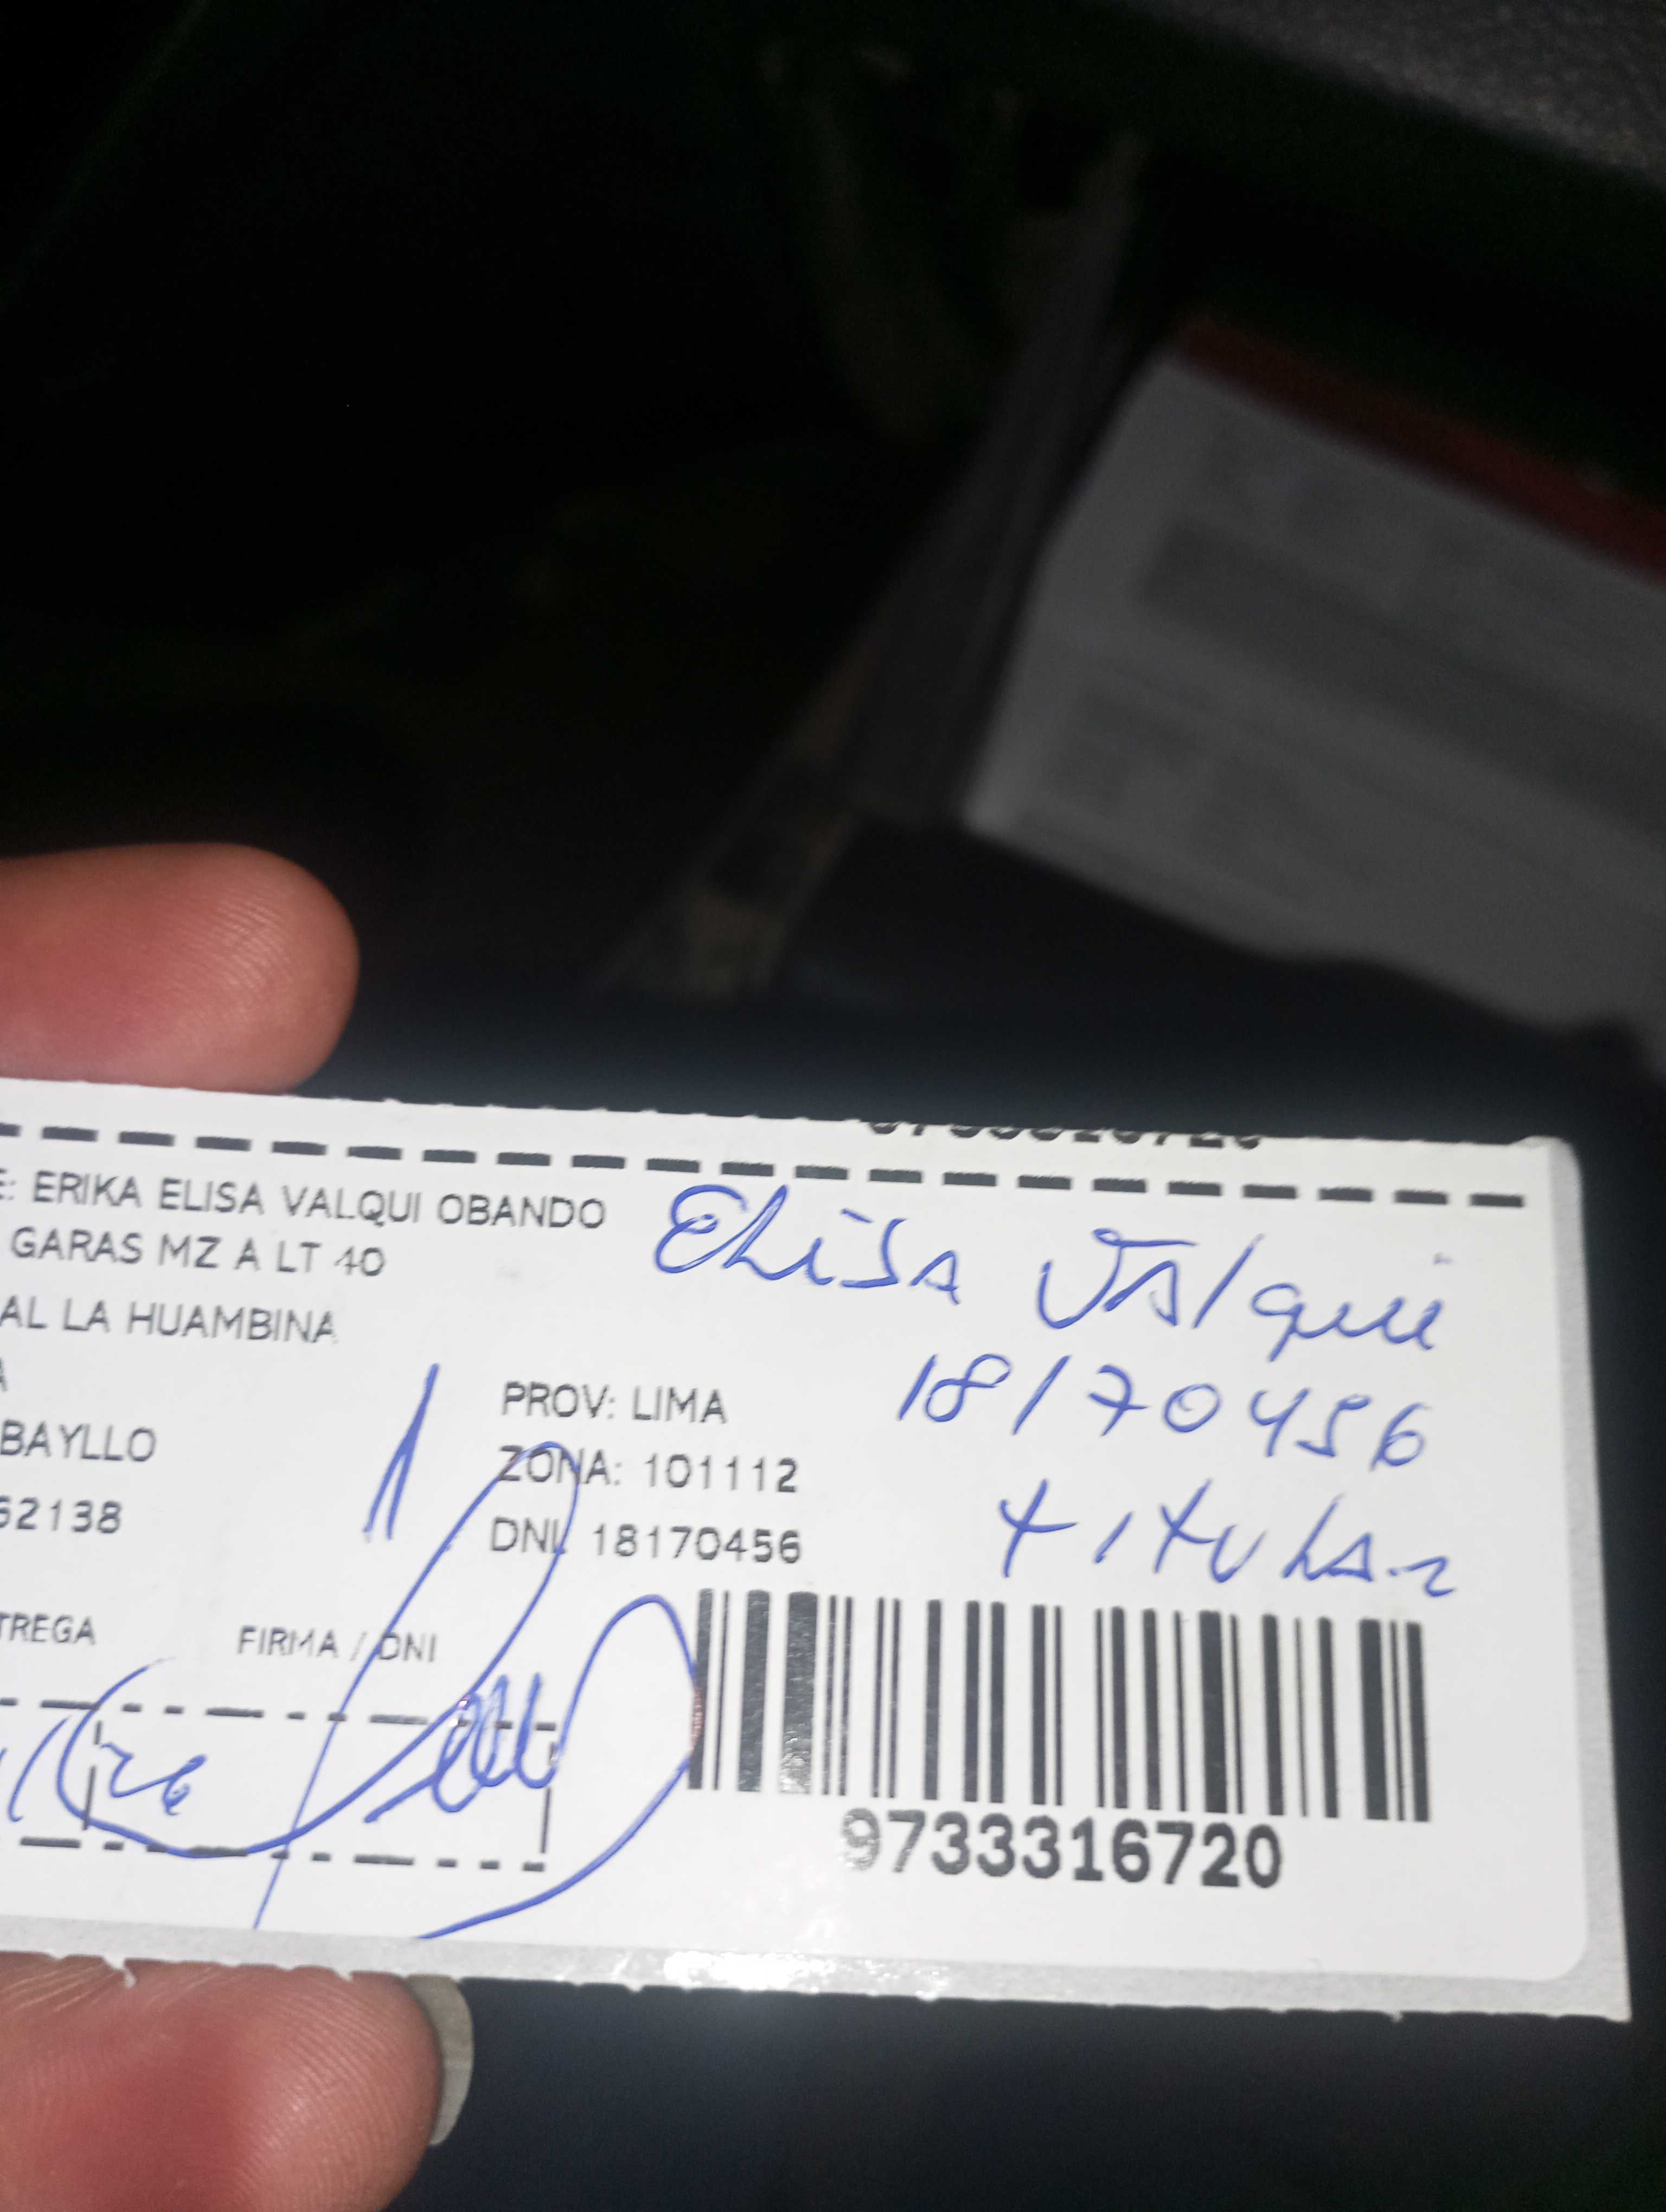 E: ERIKA ELISA VALQUI OBANDO
Elisa Valqui
GARAS MZ A LT 40
AL LA HUAMBINA
18170456
A
PROV: LIMA
BAYLLO
ZONA: 101112
titular
62138
DNI: 18170456
TREGA
FIRMA / DNI
9733316720